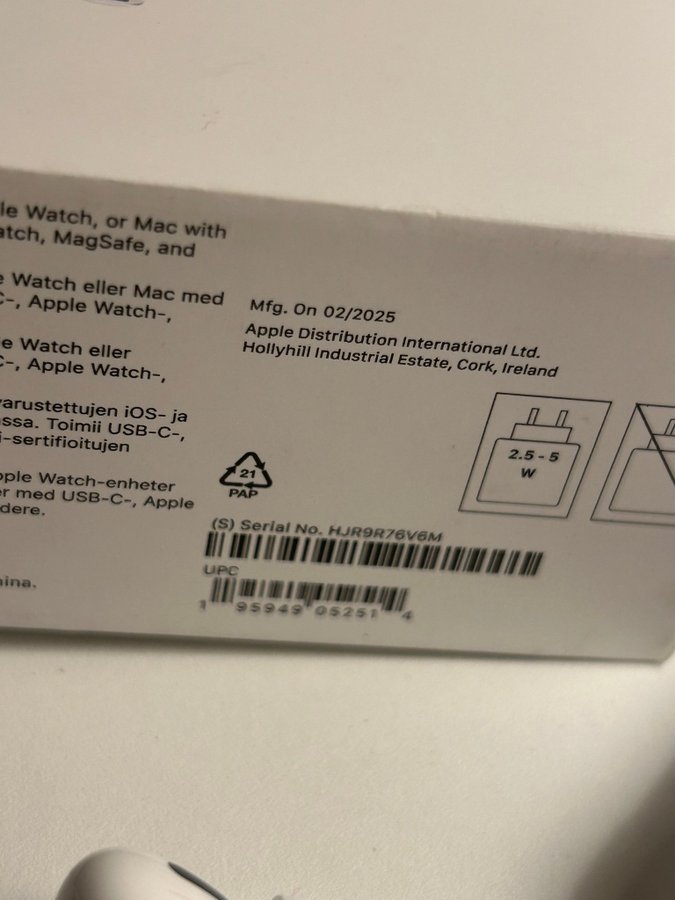 le Watch, or Mac with
atch, MagSafe, and
e Watch eller Mac med
C-, Apple Watch-,
e Watch eller
C-, Apple Watch-,
varustettujen iOS- ja
ssa. Toimii USB-C-,
i-sertifioitujen
pple Watch-enheter
er med USB-C-, Apple
dere.
hina.
Mfg. On 02/2025
Apple Distribution International Ltd.
Hollyhill Industrial Estate, Cork, Ireland
2.5 - 5
W
21
PAP
(S) Serial No. HJR9R76V6M
UPC
1 95949 05251 4